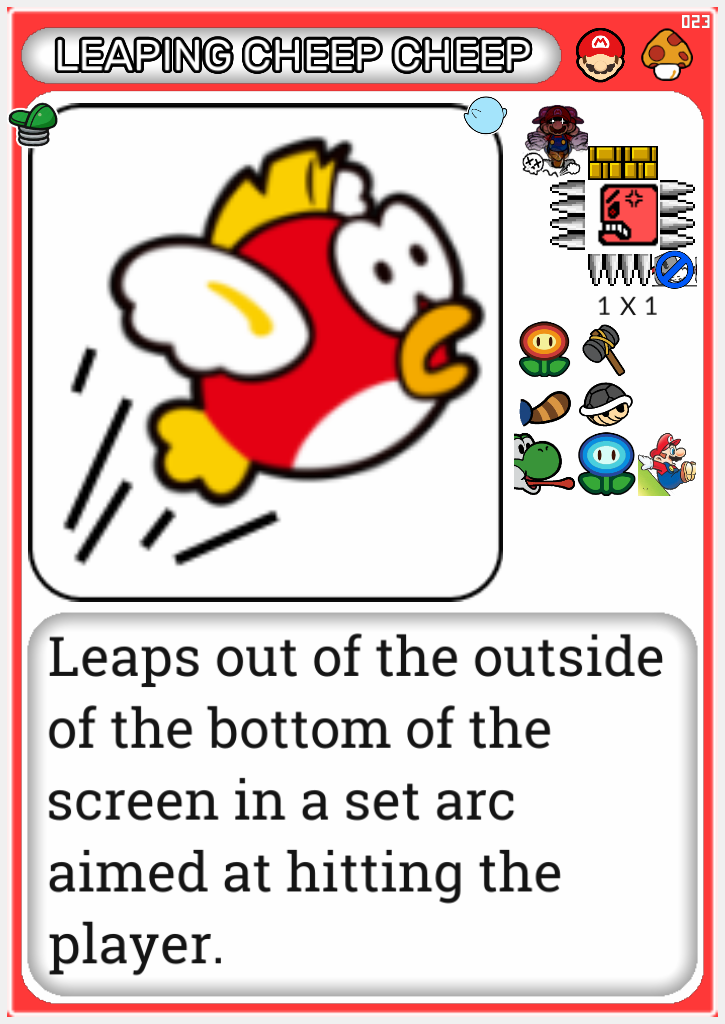 023
LEAPING CHEEP CHEEP
1 X 1
Leaps out of the outside
of the bottom of the
screen in a set arc
aimed at hitting the
player.